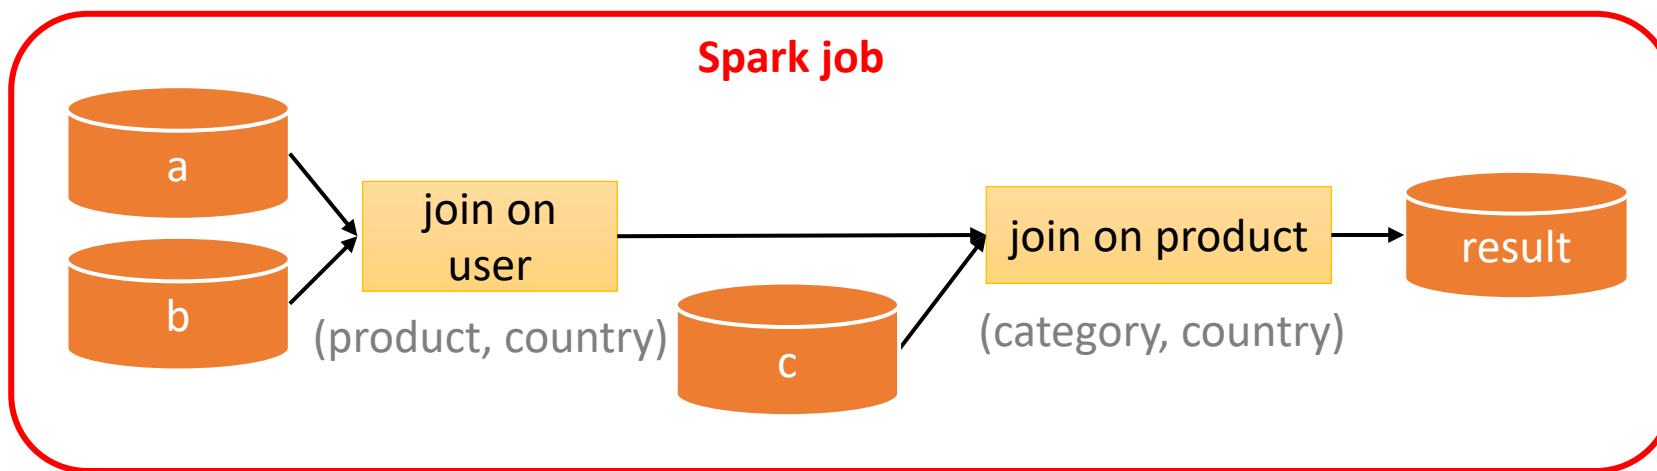 Spark job
a
b
join on
user
(product, country)
c
join on product
(category, country)
result